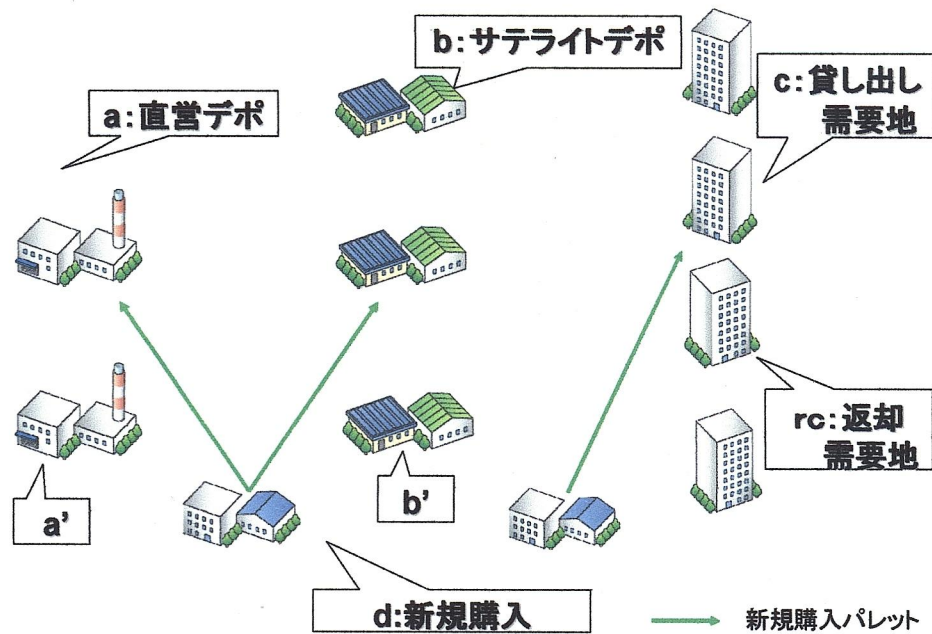 b:サテライトデポ
c:貸し出し
需要地
a:直営デポ
rc:返却
需要地
a'
b'
d:新規購入
新規購入パレット